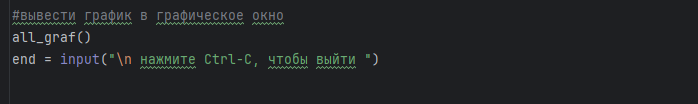 #вывести график в графическое окно
all_graf()
end = input("\n нажмите Ctrl-C, чтобы выйти ")